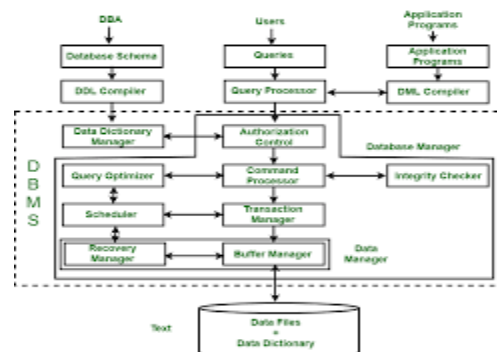 DBA
Users
Application
Programs
Database Schema
Queries
Application
Programs
DDL Compiler
Query Processor
DML Compiler
Data Dictionary
Manager
Authorization
Control
Database Manager
DBMS
Query Optimizer
Command
Processor
Integrity Checker
Scheduler
Transaction
Manager
Recovery
Manager
Buffer Manager
Data
Manager
Text
Data Files
+
Data Dictionary